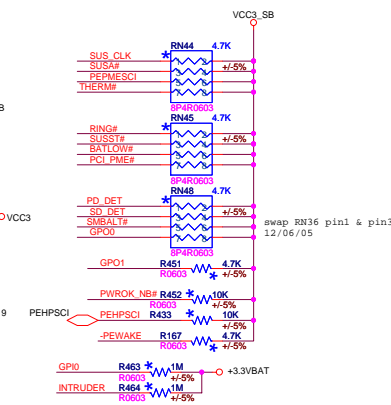 VCC3_SB
RN44 4.7K
SUS_CLK
SUSA# +/-5%
PEPMESCI
THERM#
8P4R0603
RN45 4.7K
RING#
SUSST# +/-5%
BATLOW#
PCI_PME#
8P4R0603
RN48 4.7K
PD_DET
SD_DET +/-5%
SMBALT#
GPO0
8P4R0603
VCC3
swap RN36 pin1 & pin3
12/06/05
GPO1 R451 4.7K
R0603 +/-5%
PWROK_NB# R452 10K
R0603 +/-5%
9 PEHPSCI PEHPSCI R433 10K
R0603 +/-5%
-PEWAKE R167 4.7K
R0603 +/-5%
GPI0 R463 1M
R0603 +/-5%
+3.3VBAT
INTRUDER R464 1M
R0603 +/-5%